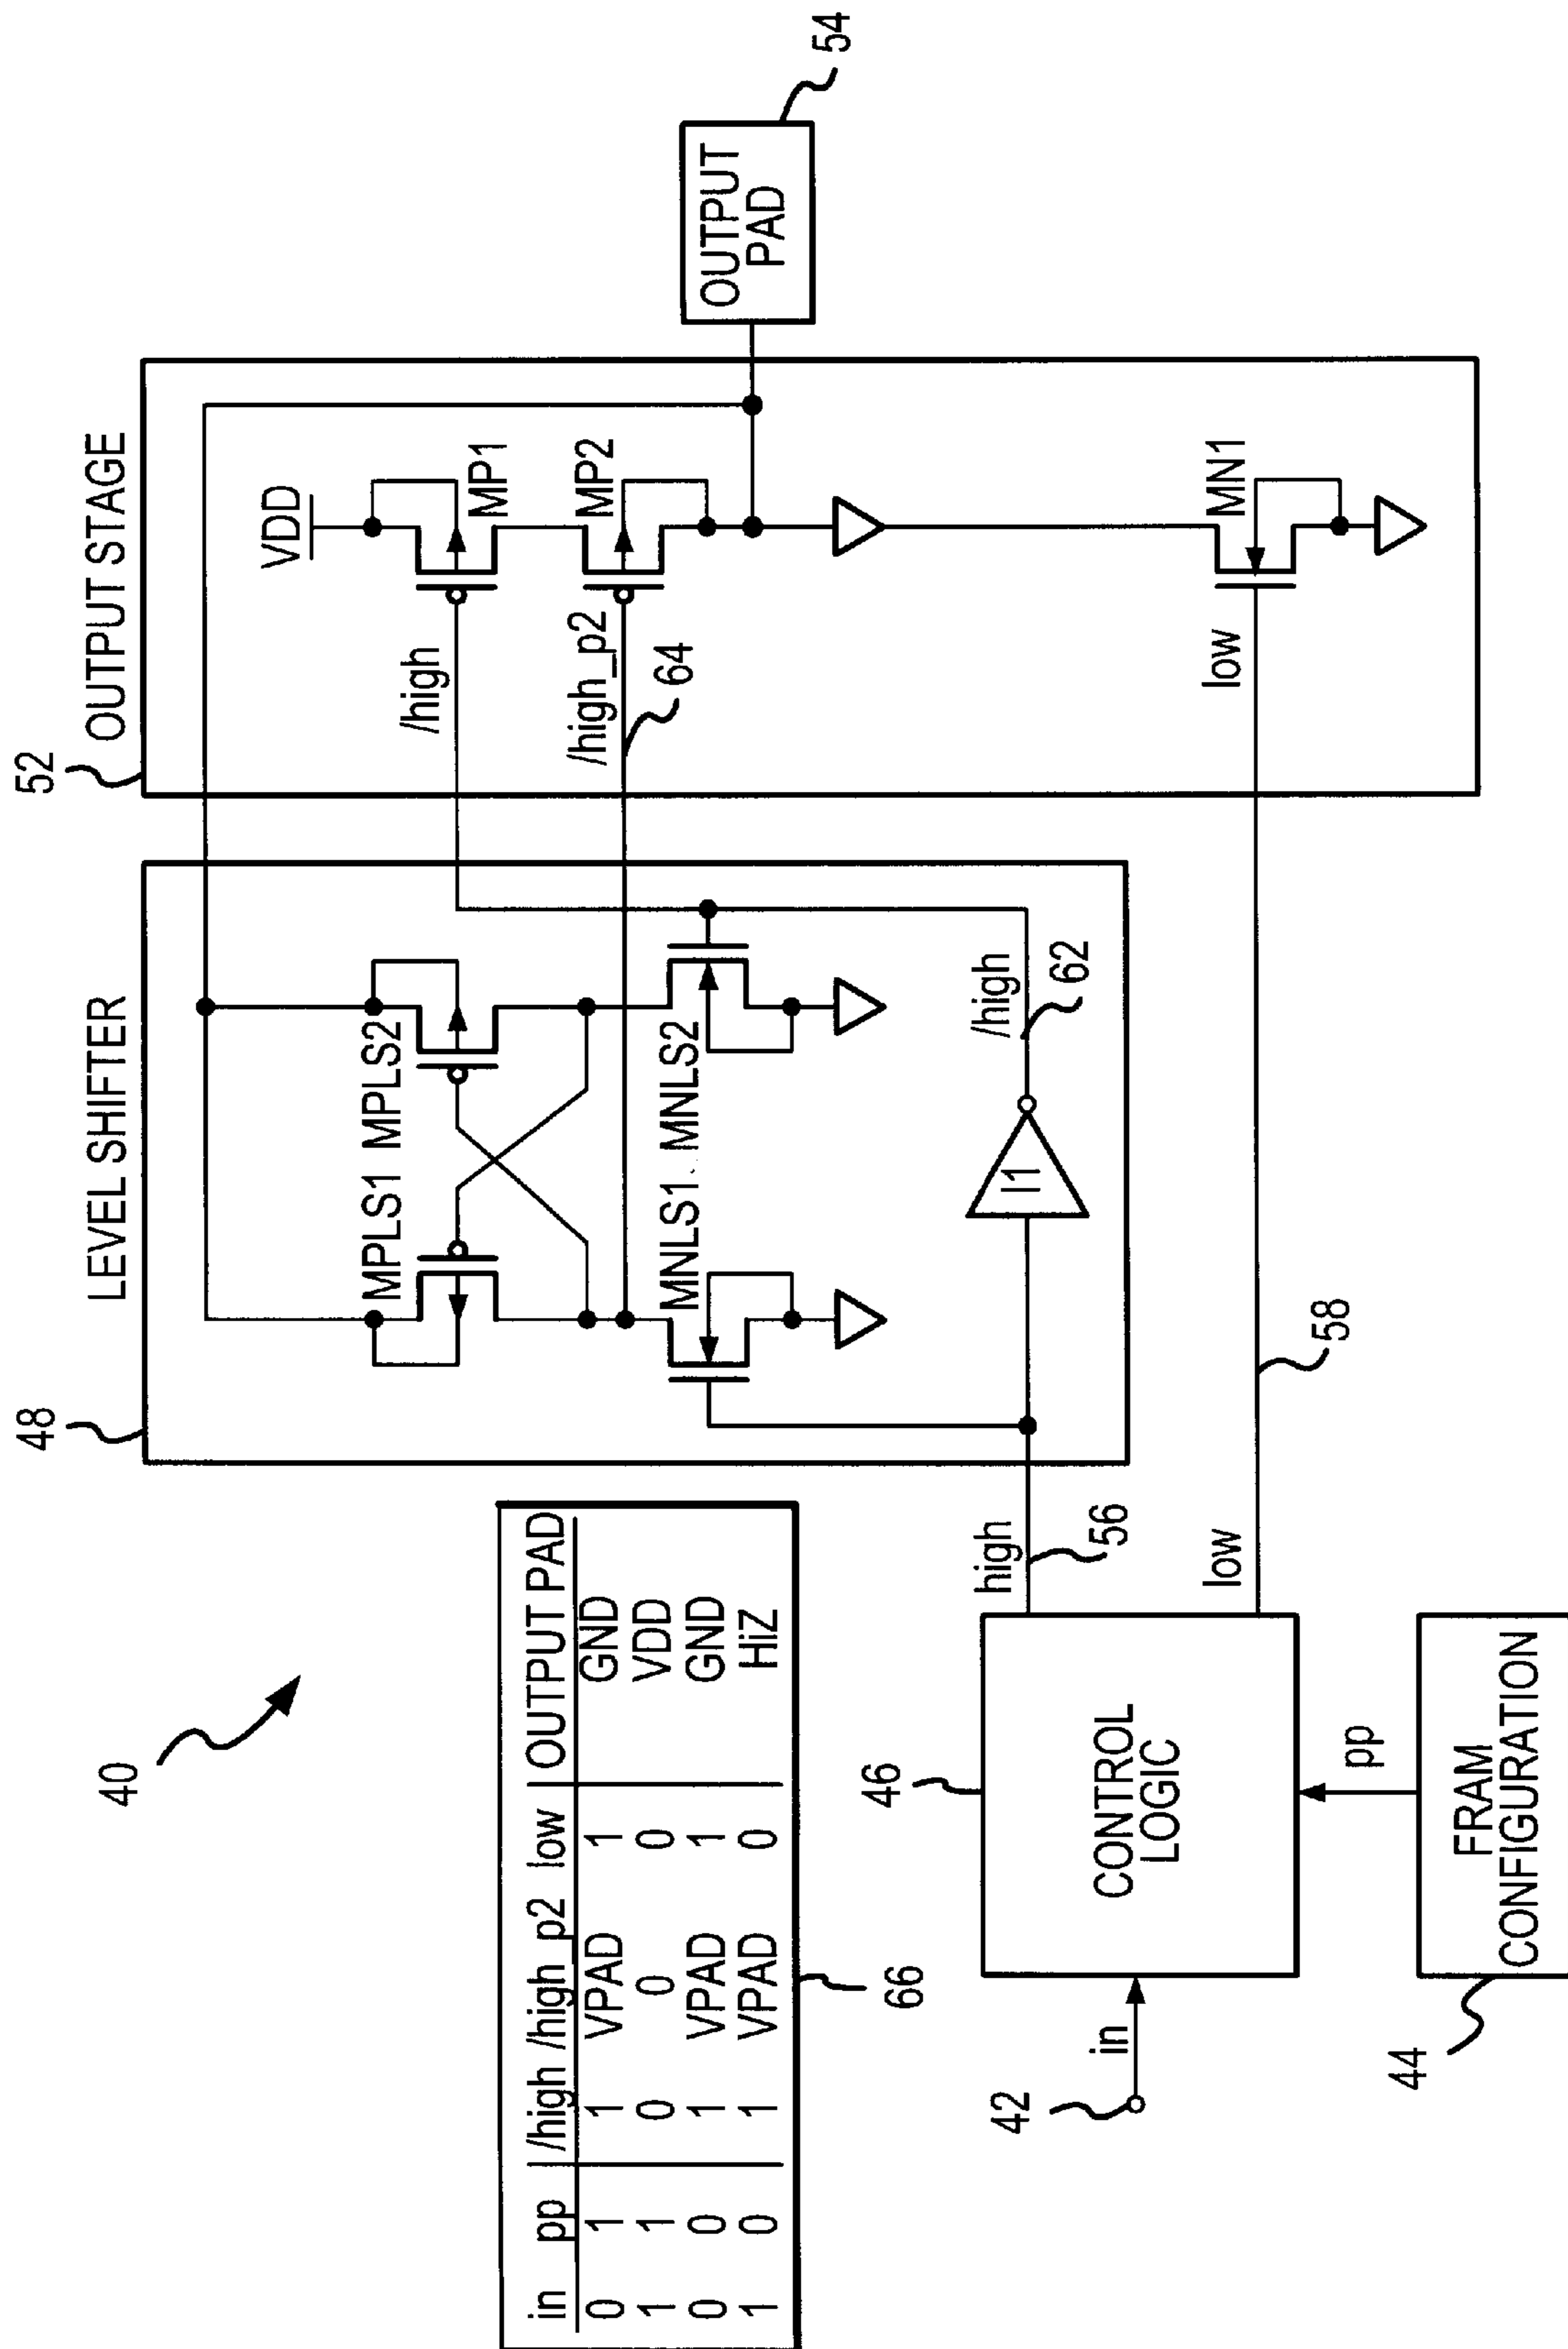 40
66
in pp /high /high_p2 low OUTPUT PAD
0 1 1 VPAD 1 GND
1 1 0 0 0 VDD
0 0 1 VPAD 1 GND
1 0 1 VPAD 0 HiZ
42
in
44
FRAM
CONFIGURATION
pp
46
CONTROL
LOGIC
high
56
low
58
48
LEVEL SHIFTER
MPLS1 MPLS2
MNLS1 MNLS2
I1
/high
62
52
OUTPUT STAGE
VDD
/high
MP1
/high_p2
64
MP2
low
MN1
OUTPUT
PAD
54